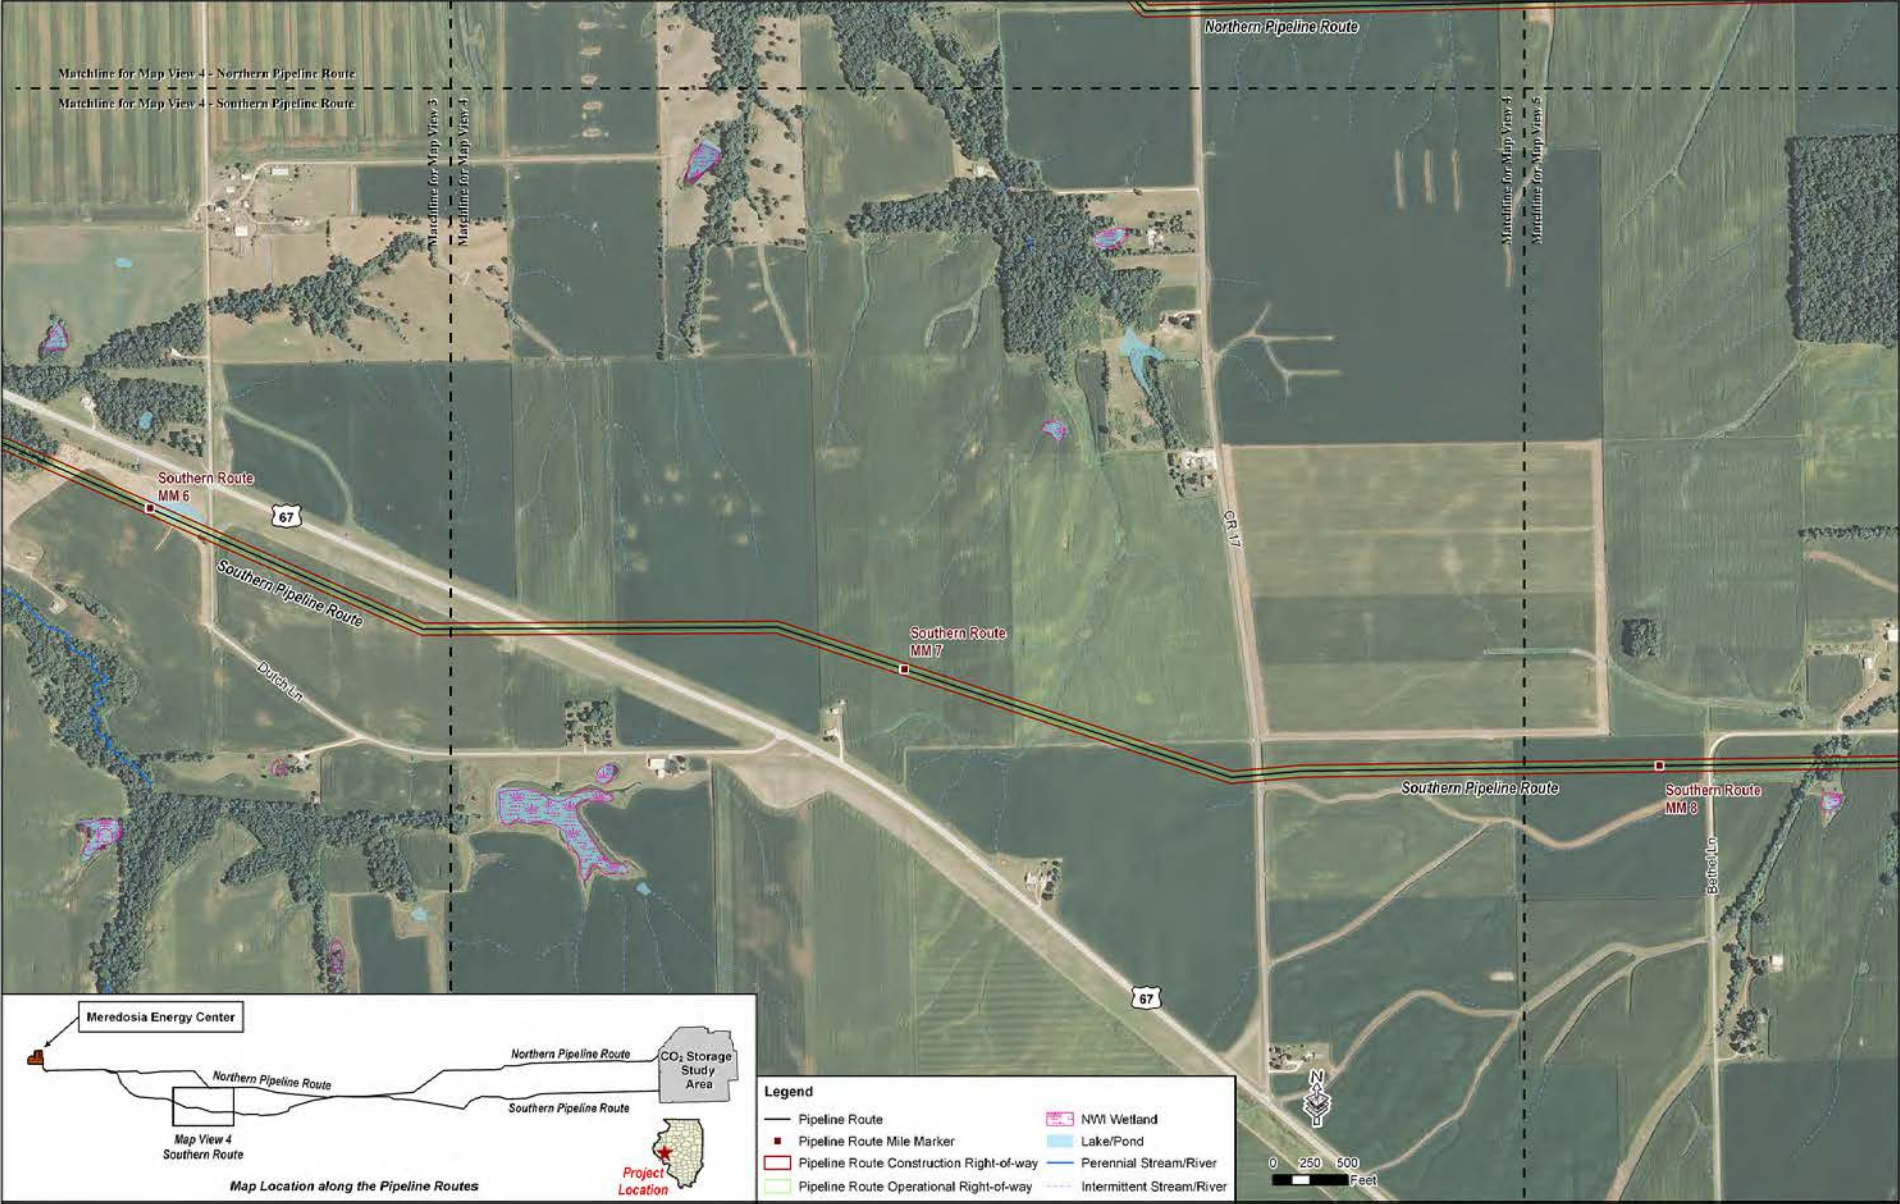 Northern Pipeline Route
Matchline for Map View 4 - Northern Pipeline Route
Matchline for Map View 4 - Southern Pipeline Route
Matchline for Map View 3
Matchline for Map View 4
Matchline for Map View 4
Matchline for Map View 5
Southern Route
MM 6
67
Southern Pipeline Route
CR 17
Dutch Ln
Southern Route
MM 7
Southern Pipeline Route
Southern Route
MM 8
Bethel Ln
67
Meredosia Energy Center
Northern Pipeline Route
Northern Pipeline Route
CO₂ Storage
Study
Area
Southern Pipeline Route
Map View 4
Southern Route
Project
Location
Map Location along the Pipeline Routes
Legend
Pipeline Route
Pipeline Route Mile Marker
Pipeline Route Construction Right-of-way
Pipeline Route Operational Right-of-way
NWI Wetland
Lake/Pond
Perennial Stream/River
Intermittent Stream/River
N
0 250 500
Feet